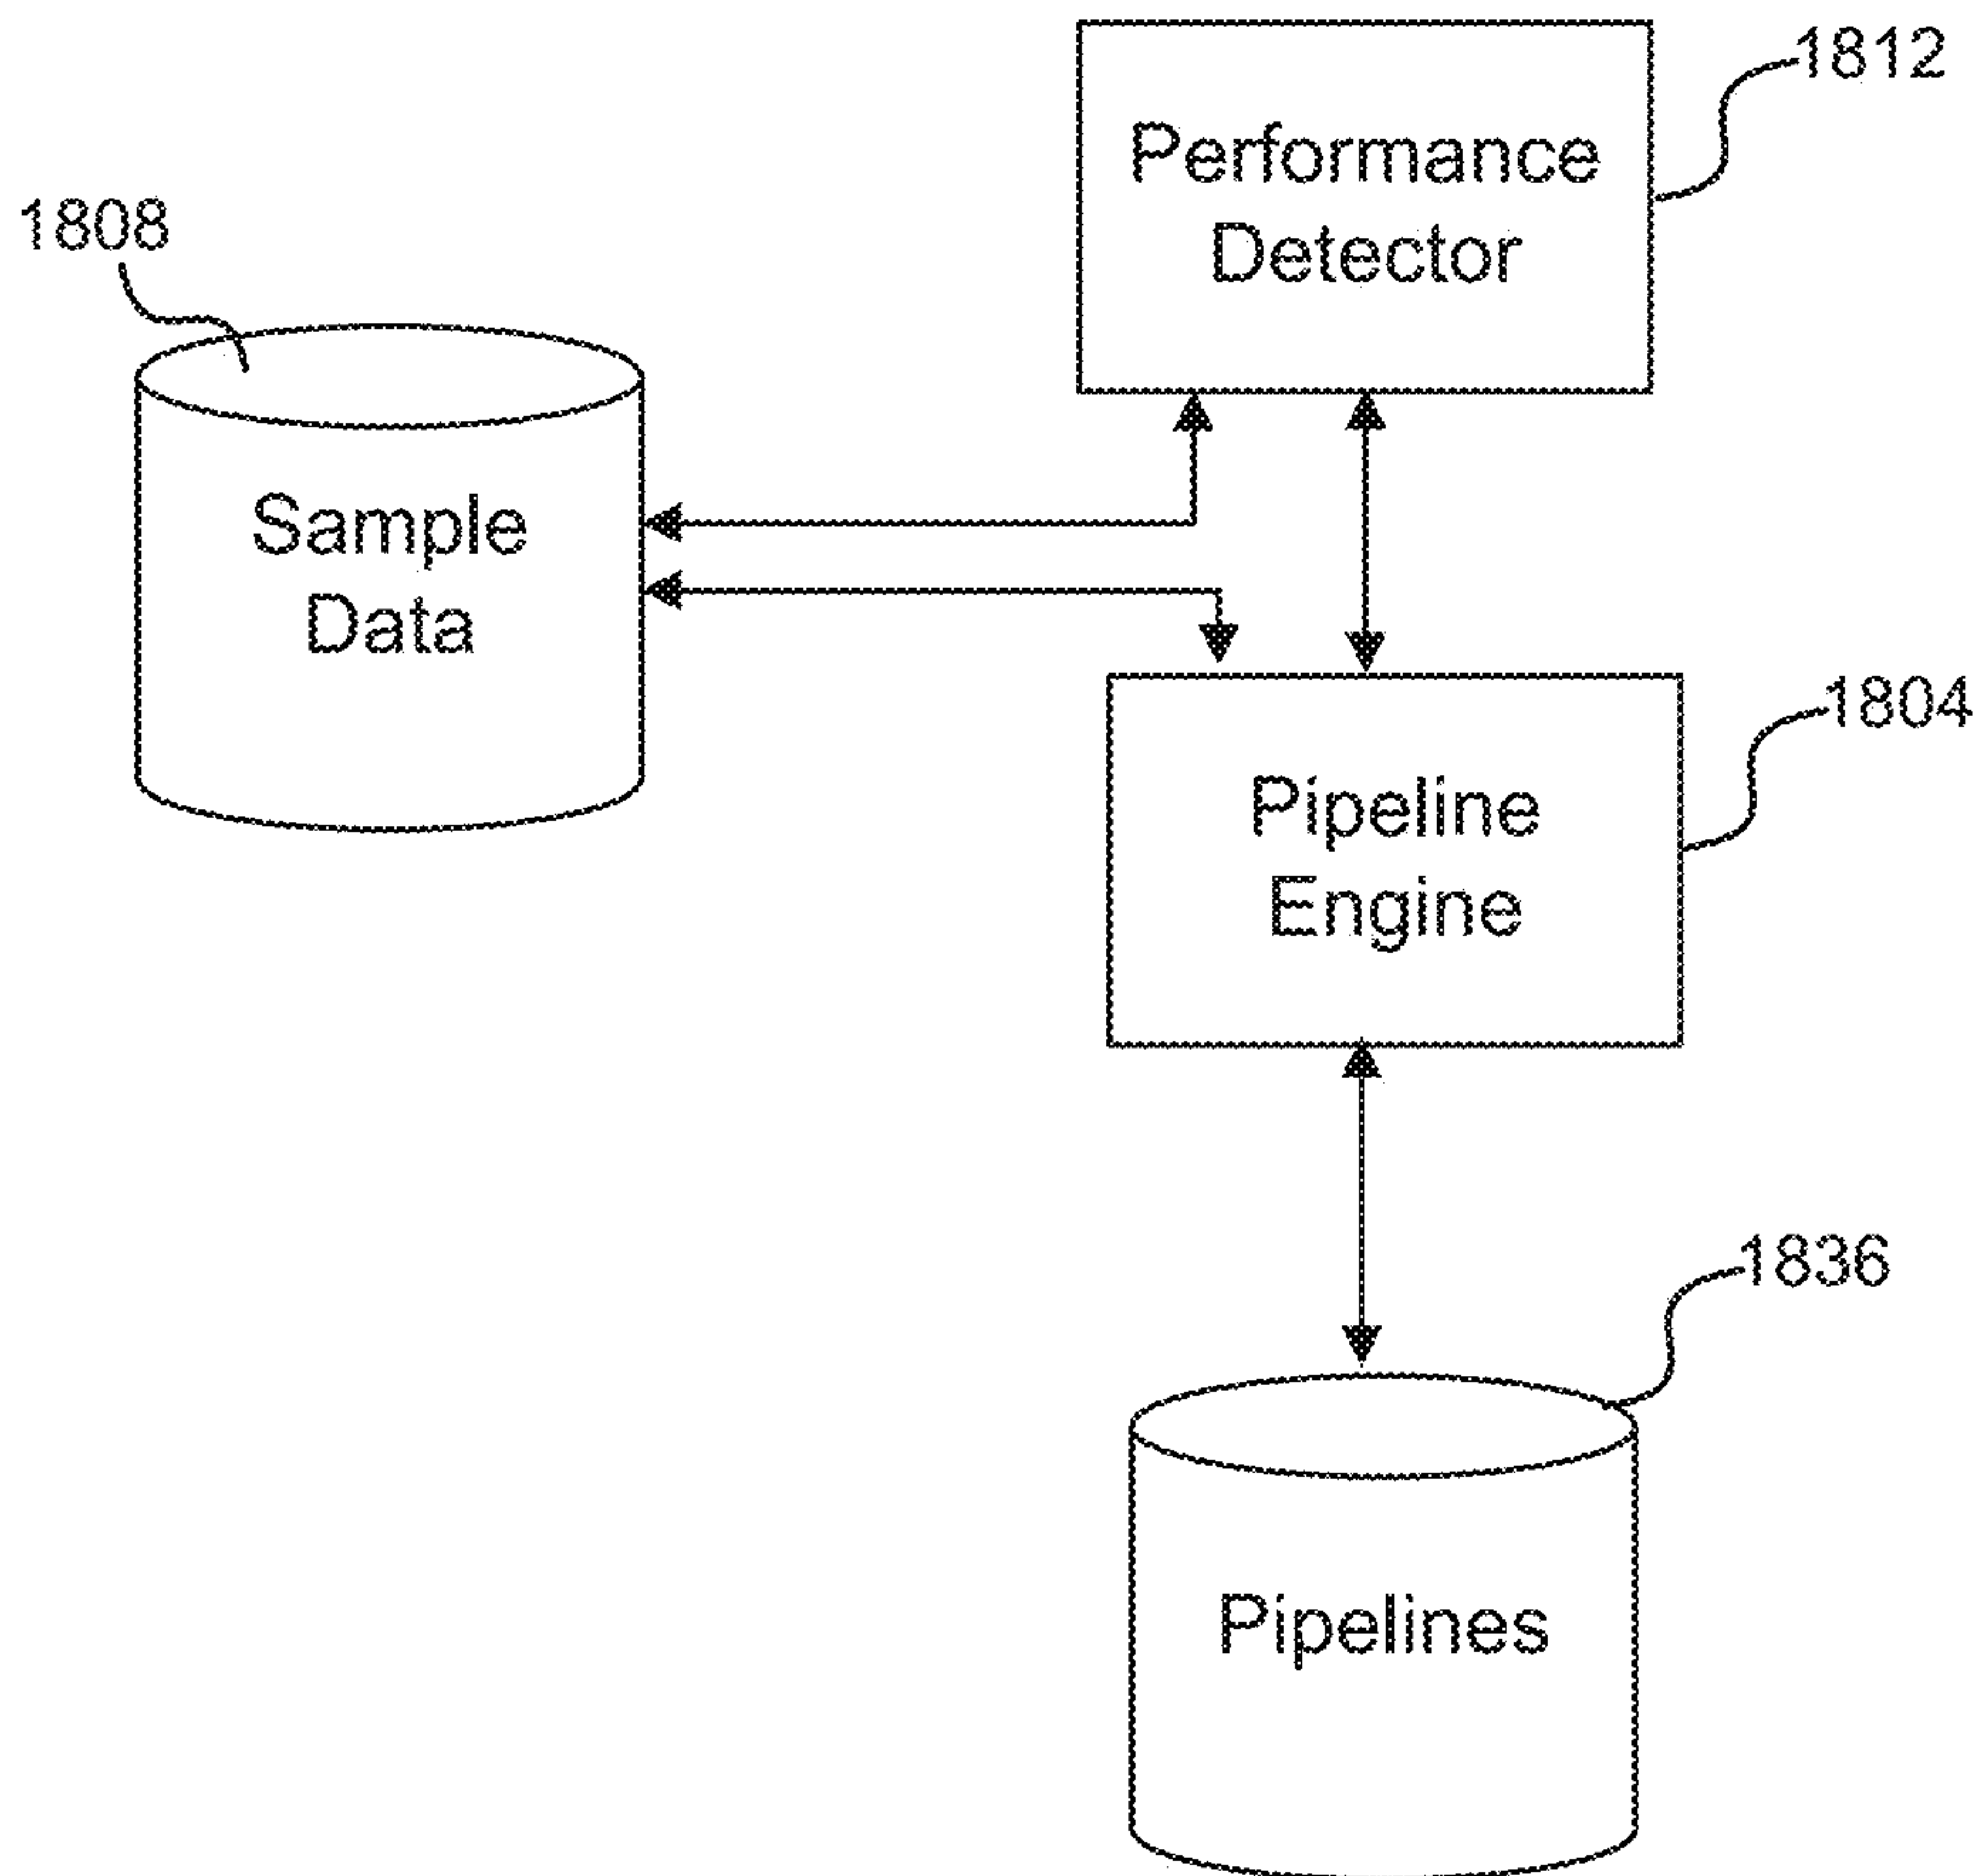 1812
Performance
Detector
1808
Sample
Data
1804
Pipeline
Engine
1836
Pipelines